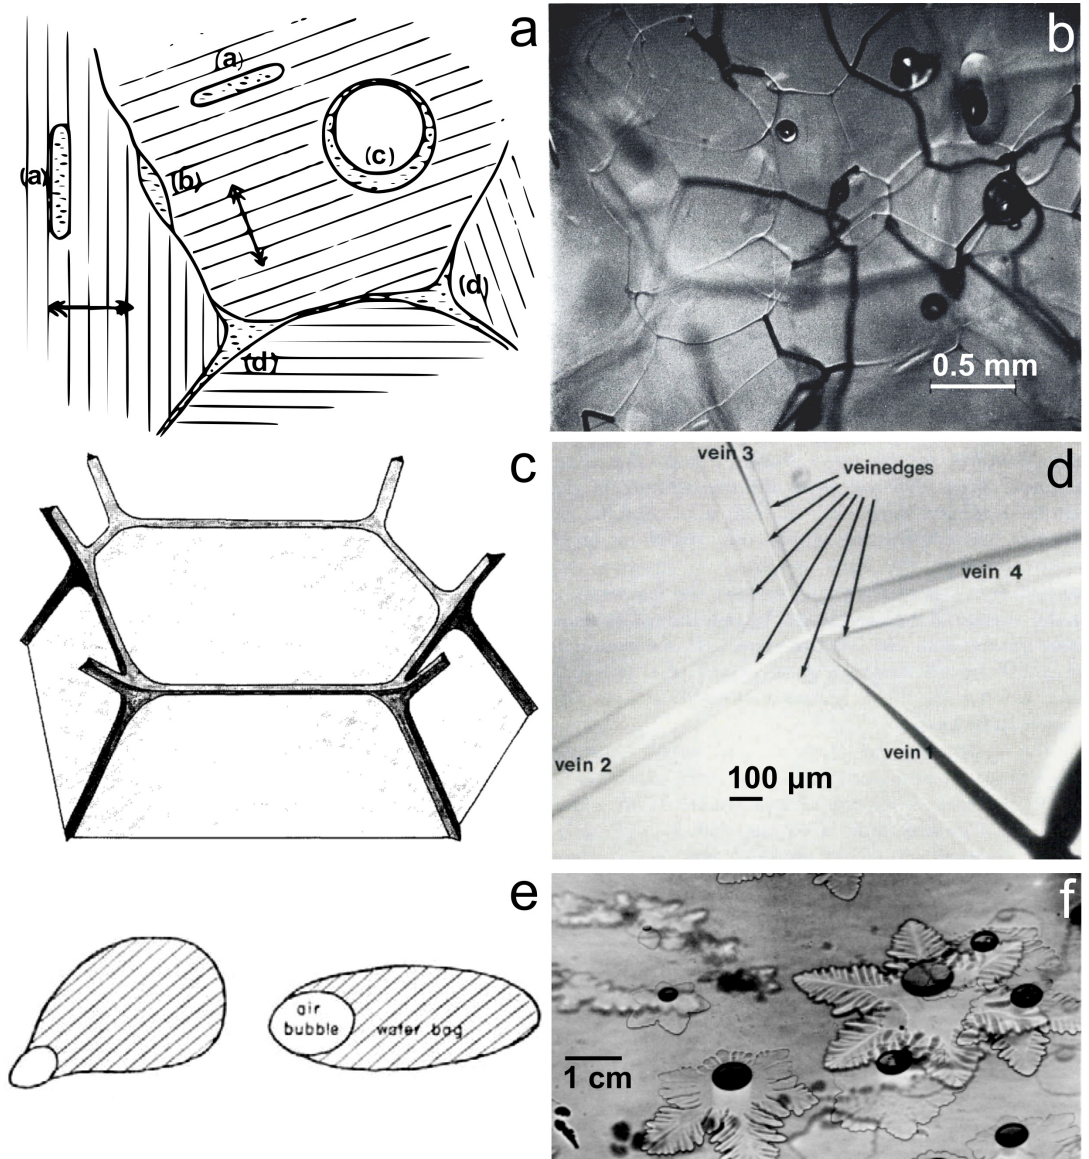 a
(a)
(a)
(b)
(c)
(d)
(d)
b
0.5 mm
c
d
vein 3
veinedges
vein 4
vein 2
vein 1
100 µm
e
air
bubble
water bag
f
1 cm